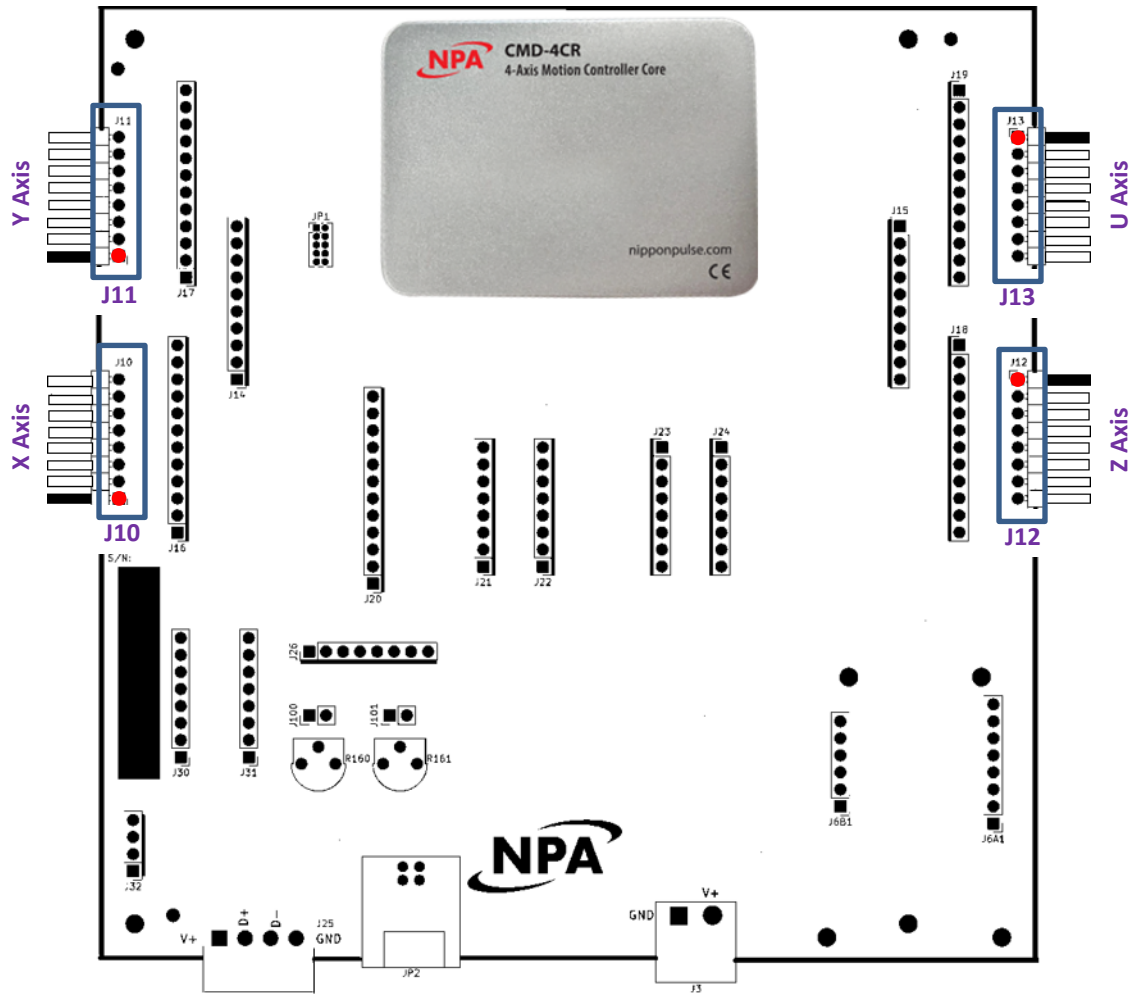 NPA
CMD-4CR
4-Axis Motion Controller Core
nipponpulse.com
CE
J11
Y Axis
J11
J17
J14
JP1
J19
J13
U Axis
J13
J15
J18
J10
X Axis
J10
J16
J12
Z Axis
J12
J20
J21
J22
J23
J24
S/N:
J30
J31
J26
J100
J101
R160
R161
J32
J6B1
J6A1
NPA
V+
D+
D-
J25
GND
JP2
GND
V+
J3